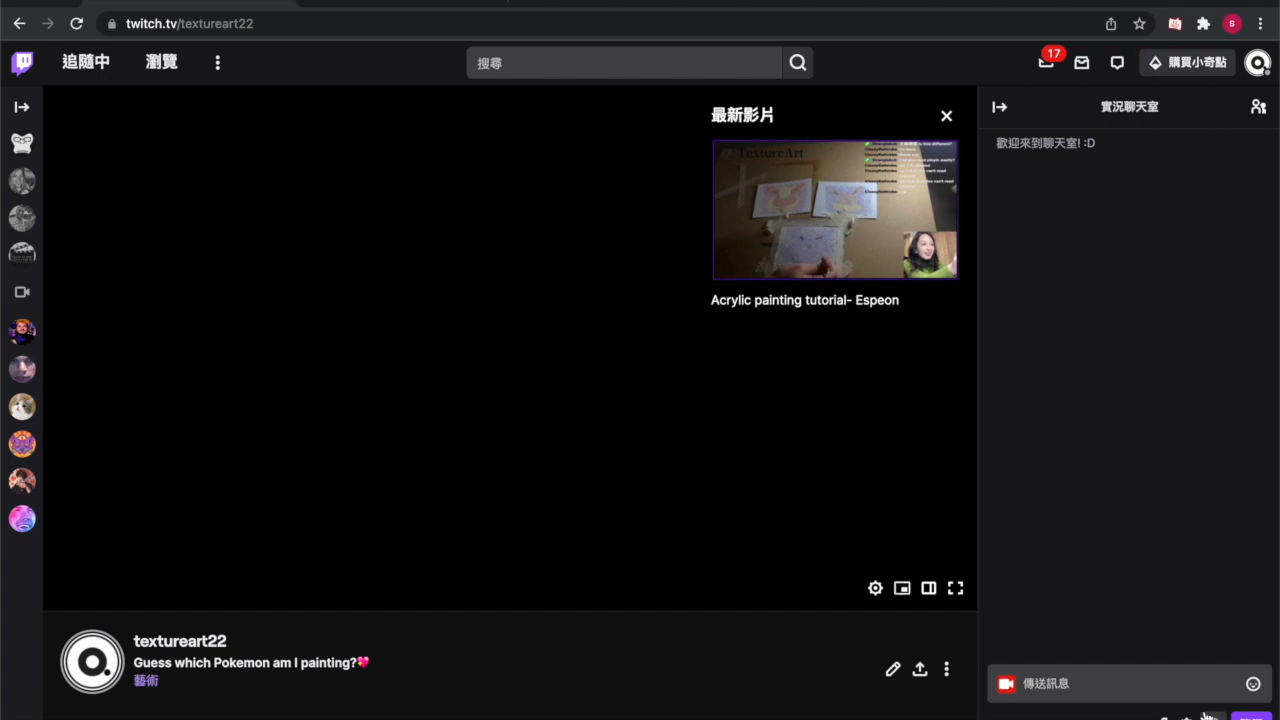 twitch.tv/textureart22
S
追隨中
瀏覽
搜尋
17
購買小奇點
最新影片
TextureArt
Acrylic painting tutorial- Espeon
實況聊天室
歡迎來到聊天室! :D
textureart22
Guess which Pokemon am I painting?💖
藝術
傳送訊息